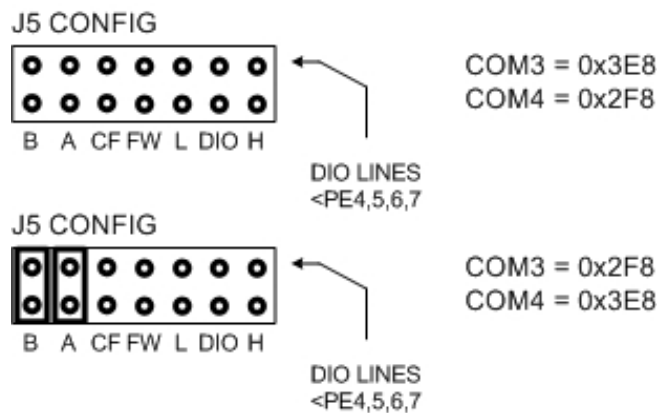 J5 CONFIG
COM3 = 0x3E8
COM4 = 0x2F8
B A CF FW L DIO H
DIO LINES
<PE4,5,6,7
J5 CONFIG
COM3 = 0x2F8
COM4 = 0x3E8
B A CF FW L DIO H
DIO LINES
<PE4,5,6,7